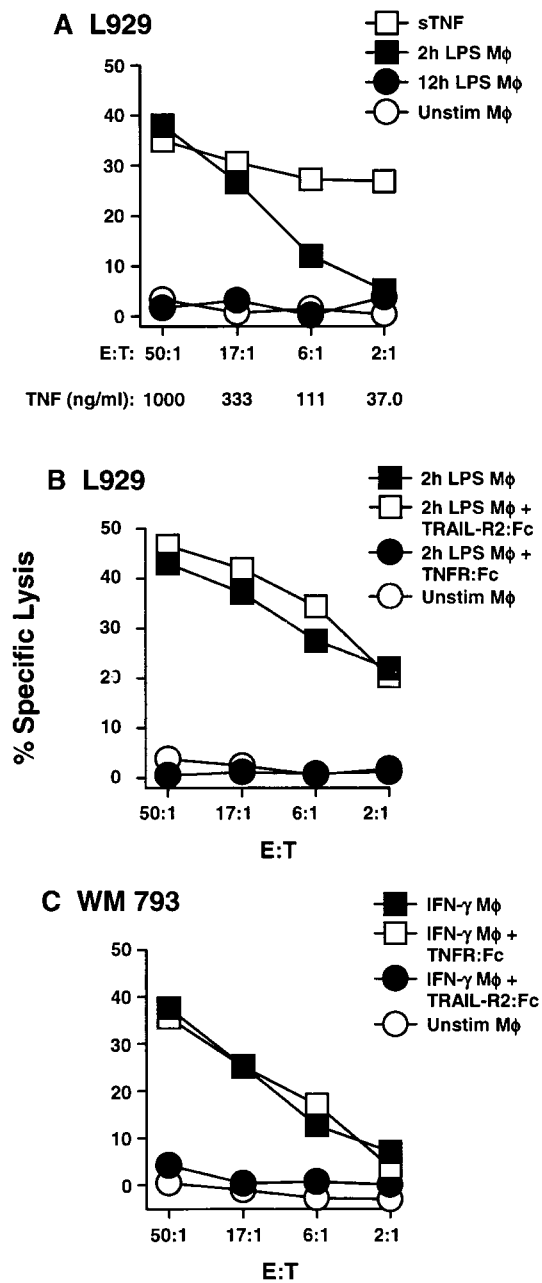 A L929
sTNF
2h LPS Mϕ
12h LPS Mϕ
Unstim Mϕ
50
40
30
20
10
0
E:T: 50:1 17:1 6:1 2:1
TNF (ng/ml): 1000 333 111 37.0
B L929
2h LPS Mϕ
2h LPS Mϕ +
TRAIL-R2:Fc
2h LPS Mϕ +
TNFR:Fc
Unstim Mϕ
% Specific Lysis
50
40
30
20
10
0
50:1 17:1 6:1 2:1
E:T
C WM 793
IFN-γ Mϕ
IFN-γ Mϕ +
TNFR:Fc
IFN-γ Mϕ +
TRAIL-R2:Fc
Unstim Mϕ
50
40
30
20
10
0
50:1 17:1 6:1 2:1
E:T